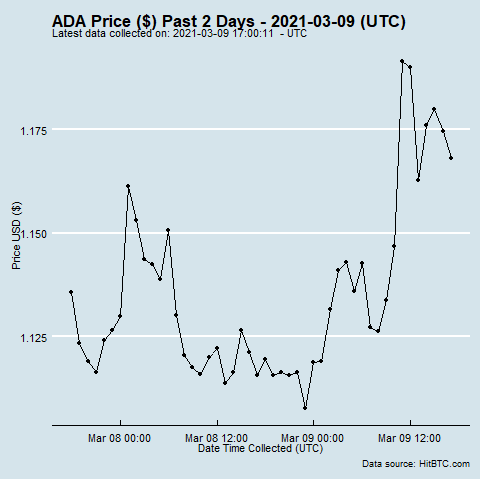 ADA Price ($) Past 2 Days - 2021-03-09 (UTC)
Latest data collected on: 2021-03-09 17:00:11 - UTC
1.175
1.150
1.125
Price USD ($)
Mar 08 00:00 Mar 08 12:00 Mar 09 00:00 Mar 09 12:00
Date Time Collected (UTC)
Data source: HitBTC.com